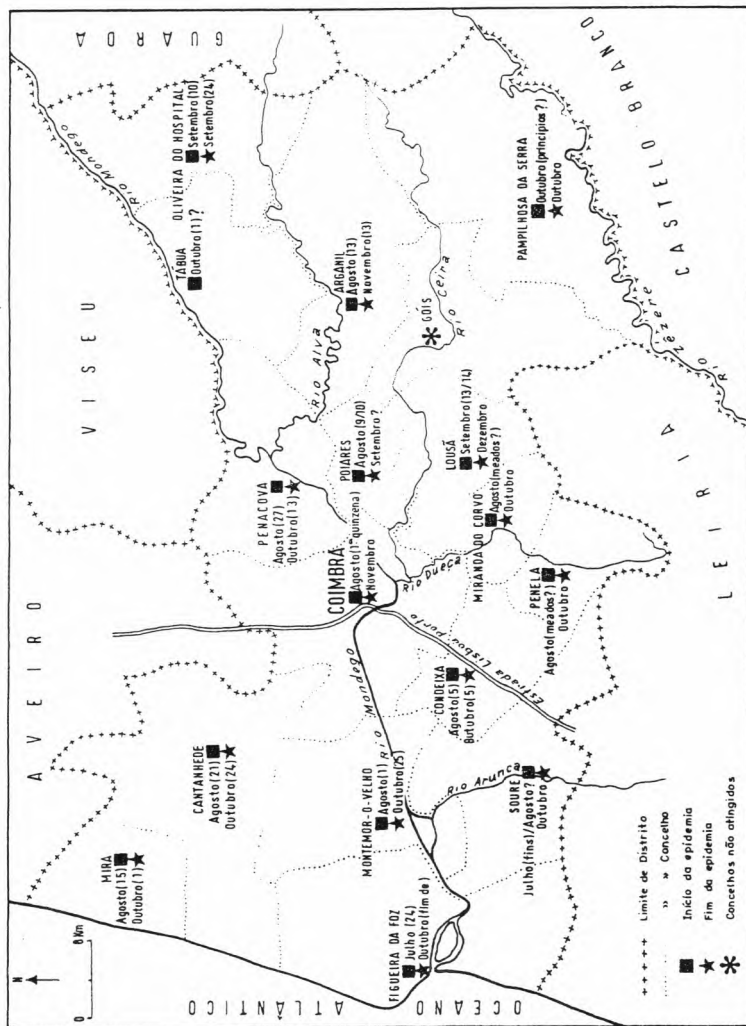 N
0 8 Km
AVEIRO
VISEU
GUARDA
CASTELO BRANCO
LEIRIA
OCEANO ATLÂNTICO
MIRA
Agosto(15)
Outubro(1)
CANTANHEDE
Agosto(21)
Outubro(24)
FIGUEIRA DA FOZ
Julho(24)
Outubro(fim de)
MONTEMOR-O-VELHO
Agosto(1)
Outubro(25)
SOURE
Julho(fins)/Agosto?
Outubro
CONDEIXA
Agosto(5)
Outubro(5)
COIMBRA
Agosto(1ª quinzena)
Novembro
PENACOVA
Agosto(27)
Outubro(13)
POIARES
Agosto(9/10)
Setembro?
MIRANDA DO CORVO
Agosto(meados?)
Outubro
PENELA
Agosto(meados?)
Outubro
LOUSÃ
Setembro(13/14)
Dezembro
GÓIS
ARGANIL
Agosto(13)
Novembro(13)
TÁBUA
Outubro(1)?
OLIVEIRA DO HOSPITAL
Setembro(10)
Setembro(24)
PAMPILHOSA DA SERRA
Outubro(princípios?)
Outubro
Rio Mondego
Rio Mondego
Rio Alva
Rio Ceira
Rio Dueça
Rio Arunca
RIO Zêzere
Estrada Lisboa Porto
Limite de Distrito
" » Concelho
Início da epidemia
Fim da epidemia
Concelhos não atingidos